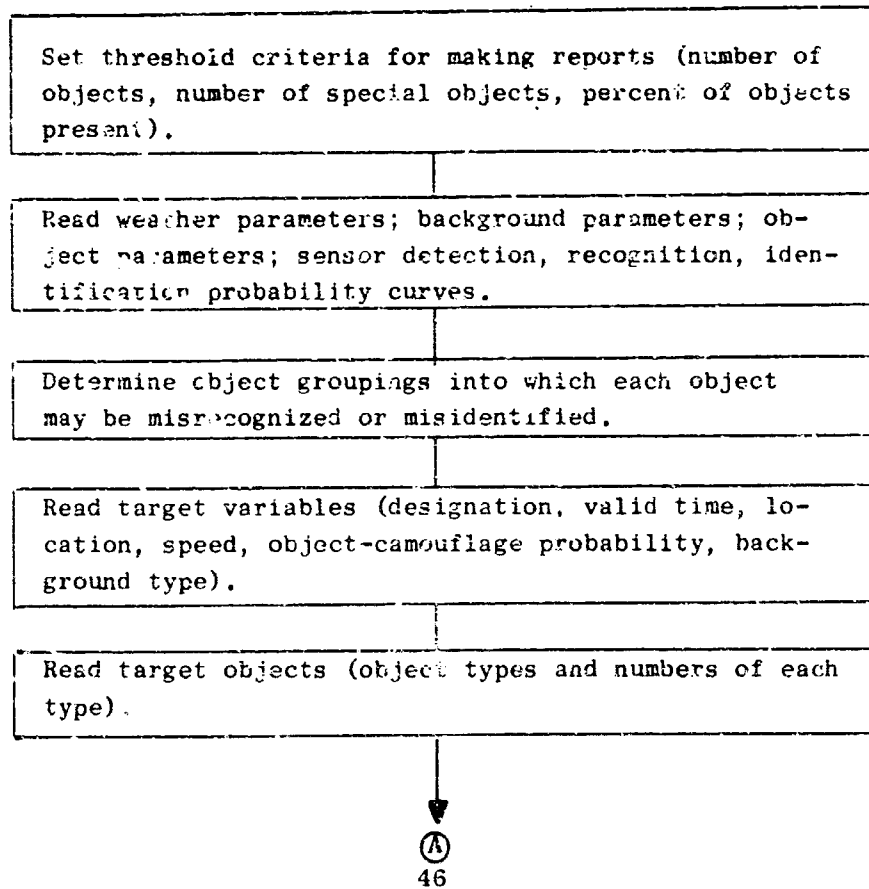 Set threshold criteria for making reports (number of
objects, number of special objects, percent of objects
present).
Read weather parameters; background parameters; ob-
ject parameters; sensor detection, recognition, iden-
tification probability curves.
Determine object groupings into which each object
may be misrecognized or misidentified.
Read target variables (designation, valid time, lo-
cation, speed, object-camouflage probability, back-
ground type).
Read target objects (object types and numbers of each
type).
A
46